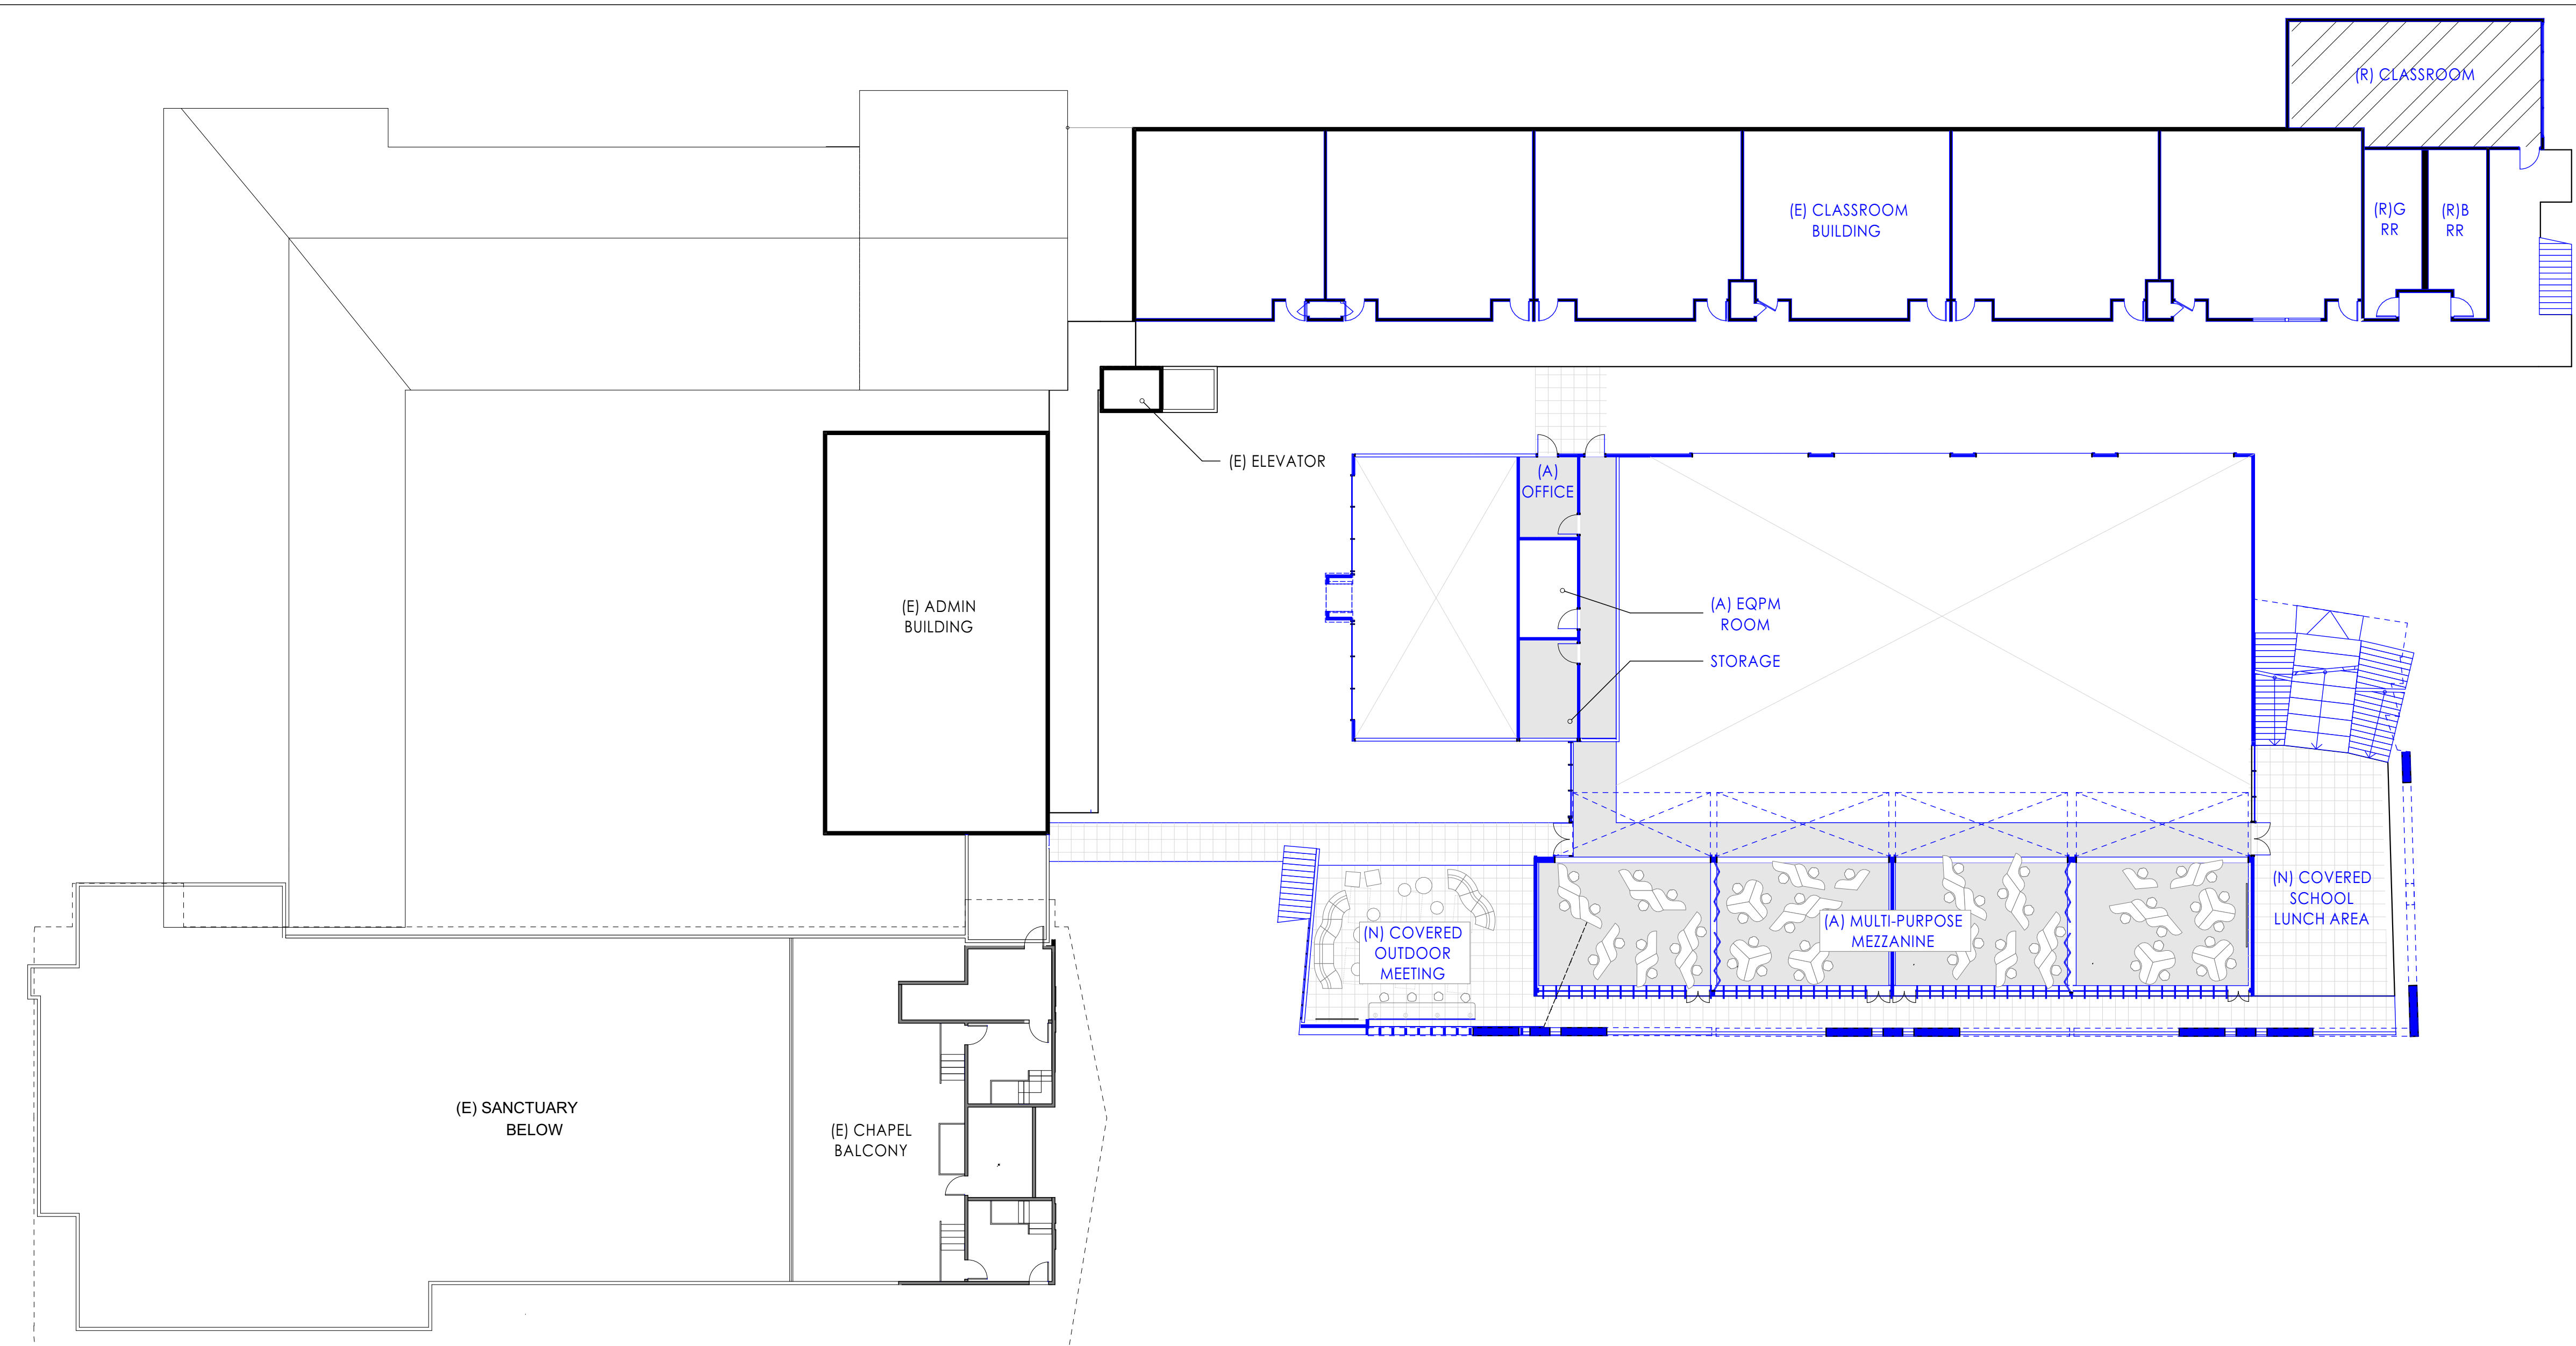 (R) CLASSROOM
(E) CLASSROOM
BUILDING
(R)G
RR
(R)B
RR
(E) ELEVATOR
(A)
OFFICE
(E) ADMIN
BUILDING
(A) EQPM
ROOM
STORAGE
(N) COVERED
OUTDOOR
MEETING
(A) MULTI-PURPOSE
MEZZANINE
(N) COVERED
SCHOOL
LUNCH AREA
(E) SANCTUARY
BELOW
(E) CHAPEL
BALCONY